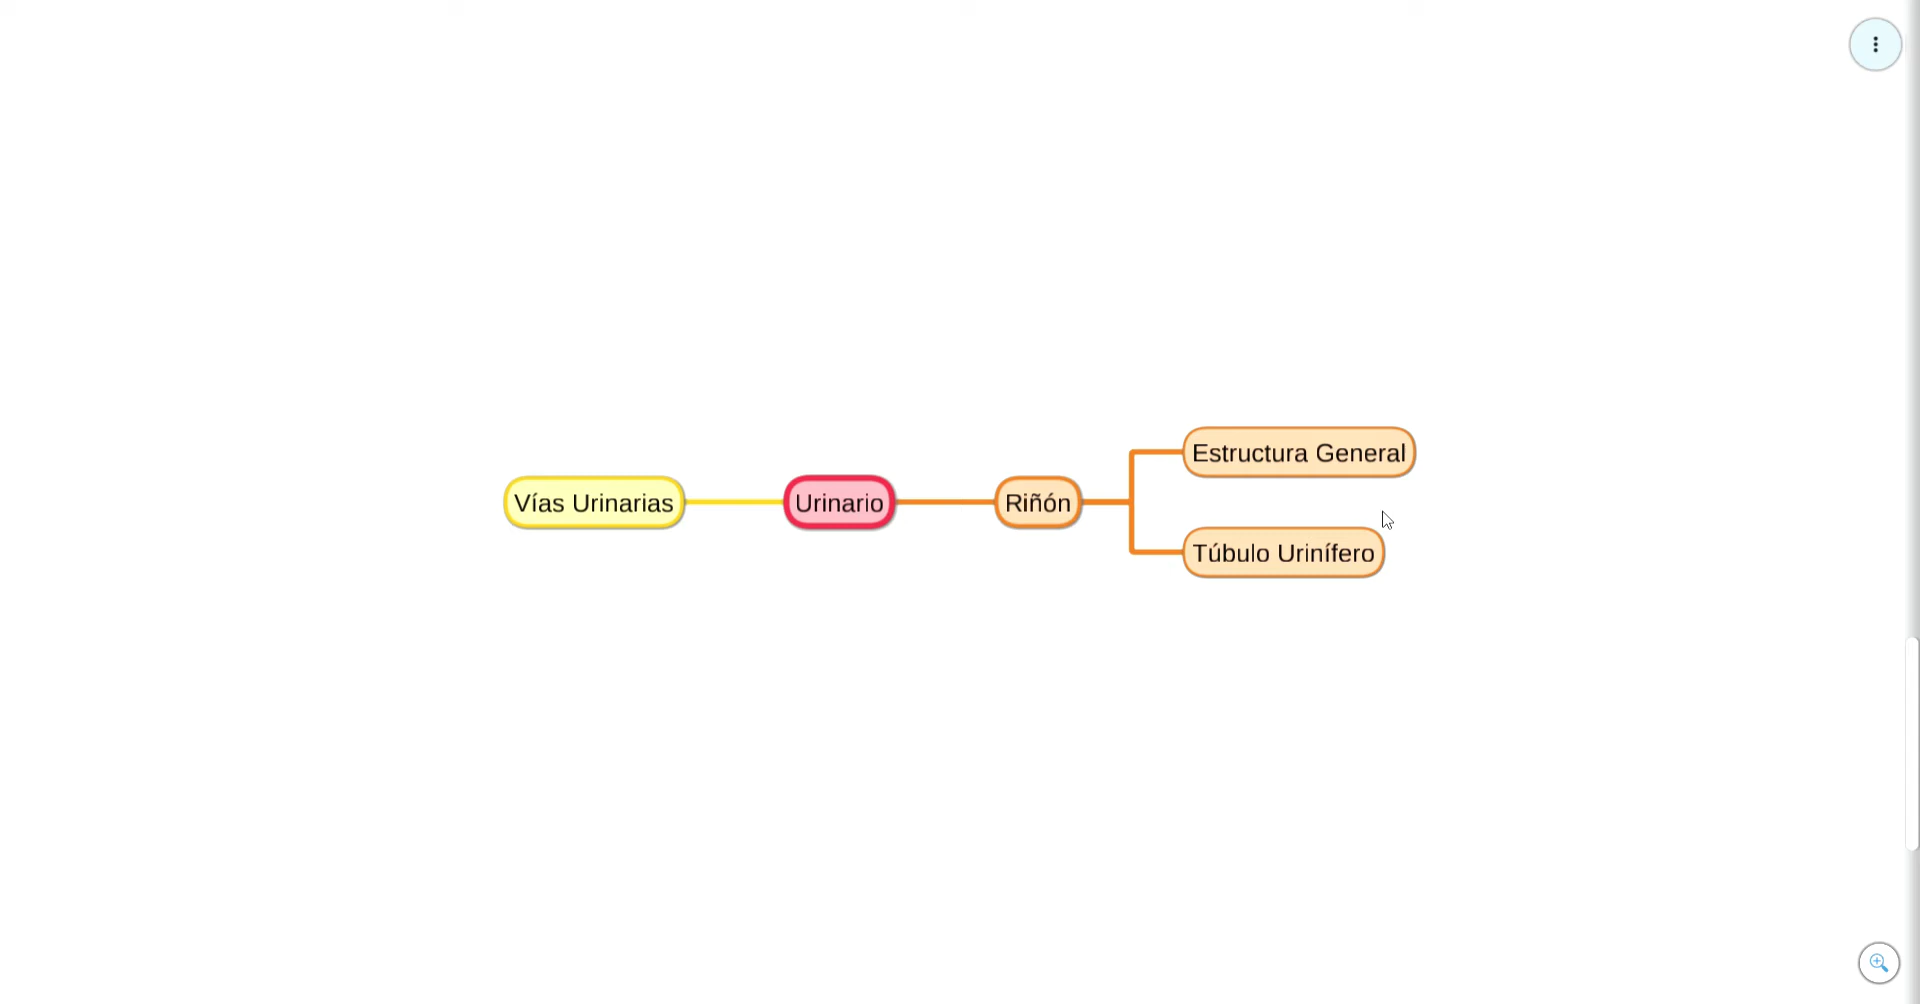 Estructura General
Vías Urinarias
Urinario
Riñón
Túbulo Urinífero